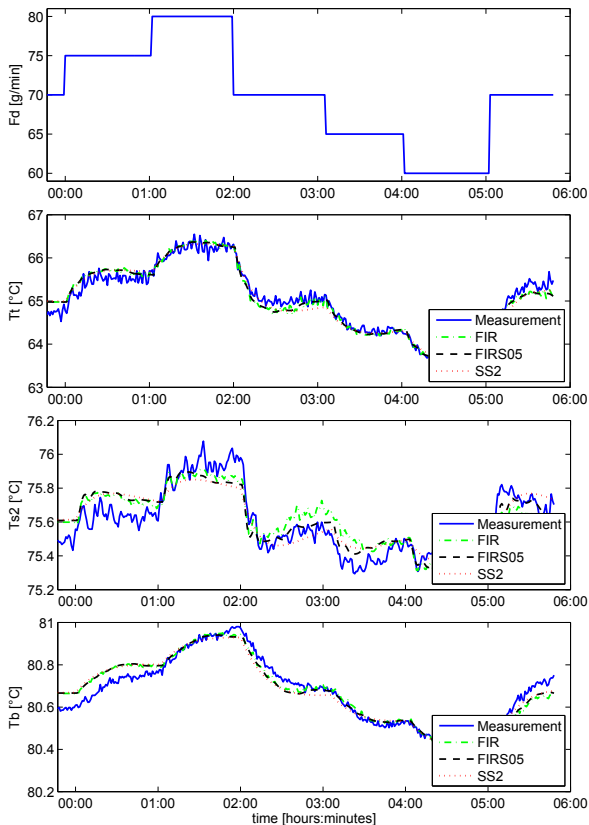 80
75
70
65
60
Fd [g/min]
00:00 01:00 02:00 03:00 04:00 05:00 06:00
67
66
65
64
63
Tt [°C]
Measurement
FIR
FIRS05
SS2
00:00 01:00 02:00 03:00 04:00 05:00 06:00
76.2
76
75.8
75.6
75.4
75.2
Ts2 [°C]
Measurement
FIR
FIRS05
SS2
00:00 01:00 02:00 03:00 04:00 05:00 06:00
81
80.8
80.6
80.4
80.2
Tb [°C]
Measurement
FIR
FIRS05
SS2
00:00 01:00 02:00 03:00 04:00 05:00 06:00
time [hours:minutes]